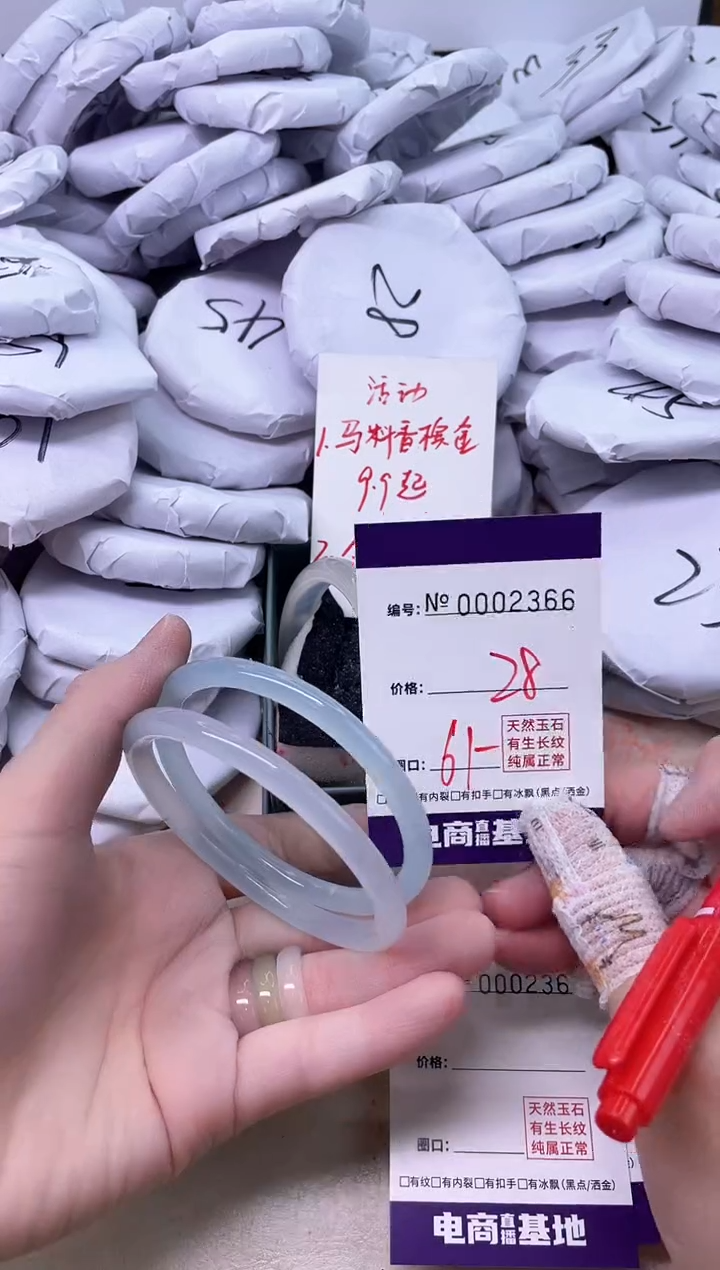 33
28
45
45
活动
1.马料香槟金
9.9起
编号: № 0002366
价格: 28
圈口: 61-
天然玉石
有生长纹
纯属正常
有内裂□有扣手□有冰飘(黑点/洒金)
电商直播基
000236
价格:
圈口:
天然玉石
有生长纹
纯属正常
□有纹□有内裂□有扣手□有冰飘(黑点/洒金)
电商直播基地